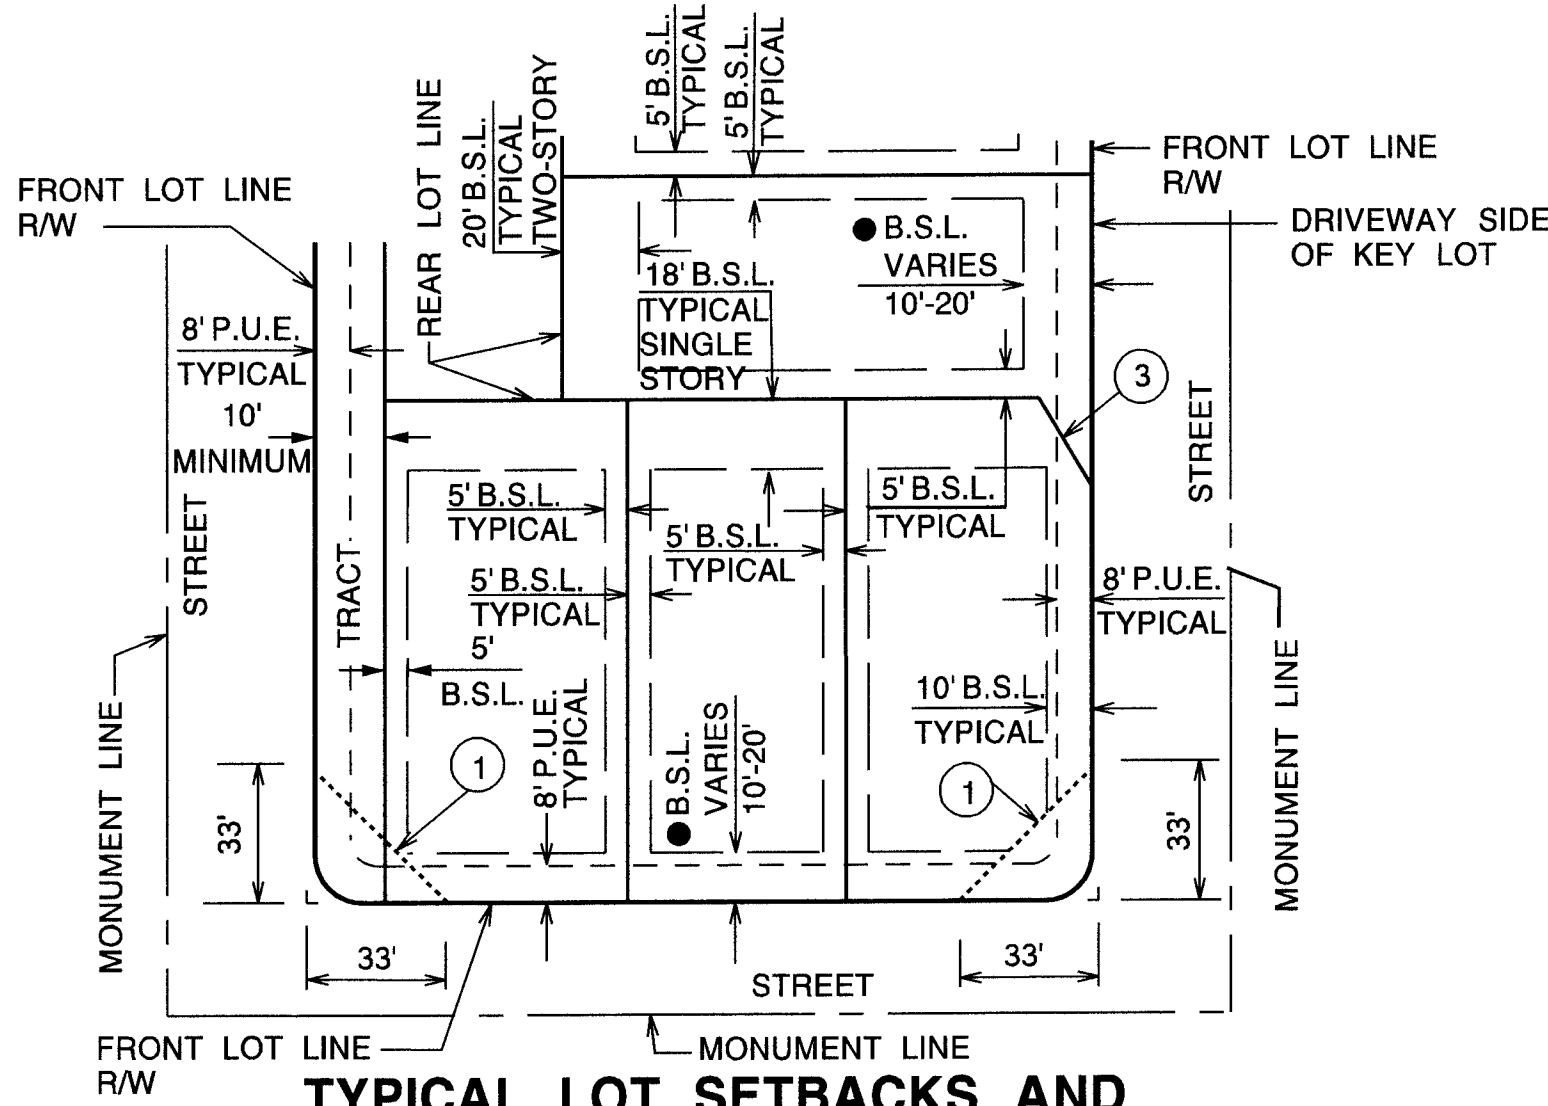 5' B.S.L.
TYPICAL
5' B.S.L.
TYPICAL
REAR LOT LINE
20' B.S.L.
TYPICAL
TWO-STORY
FRONT LOT LINE
R/W
FRONT LOT LINE
R/W
DRIVEWAY SIDE
OF KEY LOT
B.S.L.
VARIES
10'-20'
18' B.S.L.
TYPICAL
SINGLE
STORY
8' P.U.E.
TYPICAL
10'
MINIMUM
3
STREET
STREET
TRACT
5' B.S.L.
TYPICAL
5' B.S.L.
TYPICAL
5' B.S.L.
TYPICAL
5' B.S.L.
TYPICAL
8' P.U.E.
TYPICAL
5'
B.S.L.
8' P.U.E.
TYPICAL
B.S.L.
VARIES
10'-20'
10' B.S.L.
TYPICAL
MONUMENT LINE
MONUMENT LINE
1
1
33'
33'
33'
33'
STREET
FRONT LOT LINE
R/W
MONUMENT LINE
TYPICAL LOT SETBACKS AND